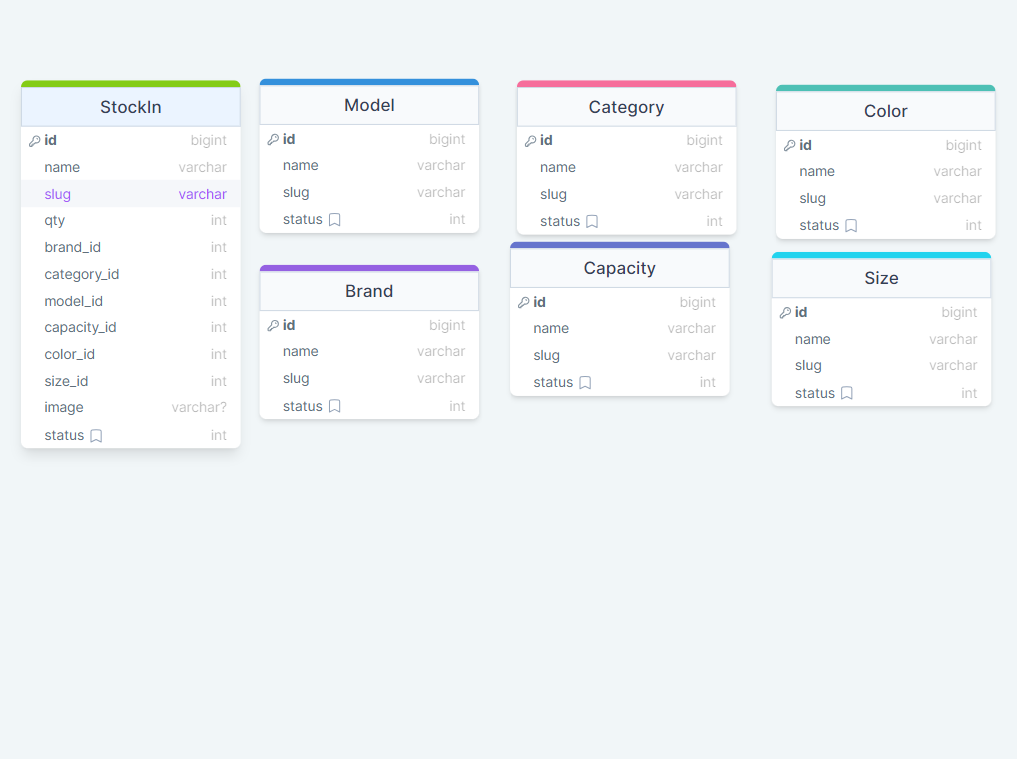 StockIn
id bigint
name varchar
slug varchar
qty int
brand_id int
category_id int
model_id int
capacity_id int
color_id int
size_id int
image varchar?
status int
Model
id bigint
name varchar
slug varchar
status int
Brand
id bigint
name varchar
slug varchar
status int
Category
id bigint
name varchar
slug varchar
status int
Capacity
id bigint
name varchar
slug varchar
status int
Color
id bigint
name varchar
slug varchar
status int
Size
id bigint
name varchar
slug varchar
status int